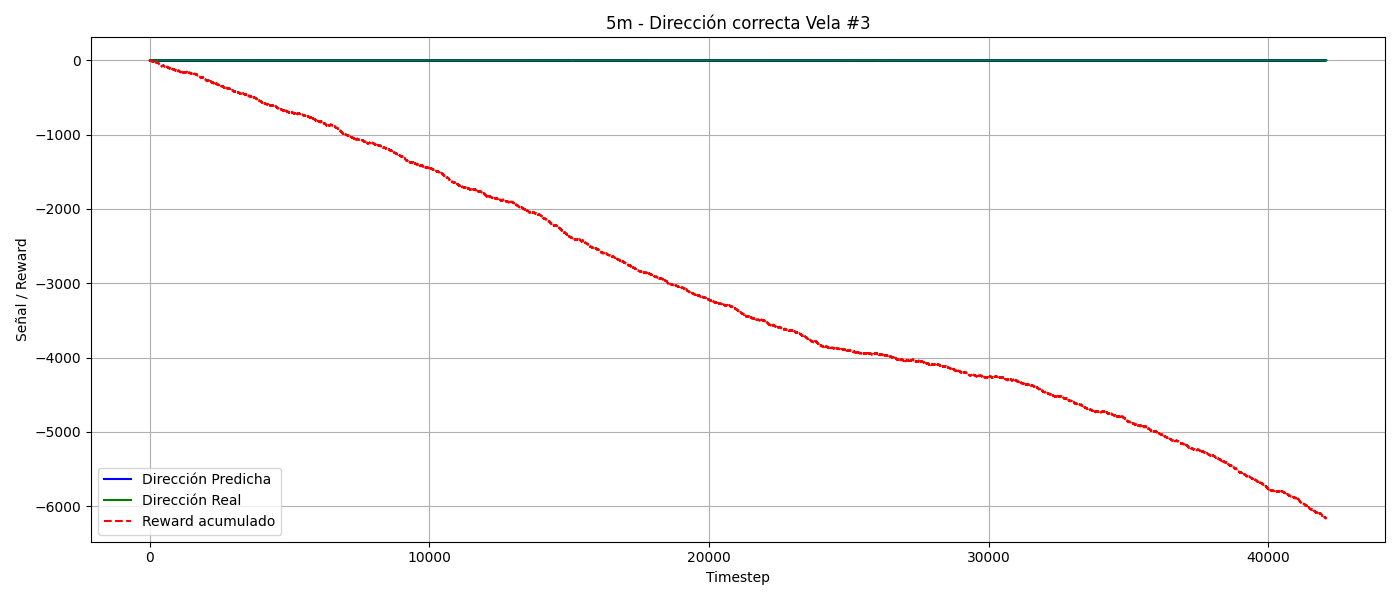 5m - Dirección correcta Vela #3
Señal / Reward
0
−1000
−2000
−3000
−4000
−5000
−6000
Dirección Predicha
Dirección Real
Reward acumulado
0
10000
20000
30000
40000
Timestep